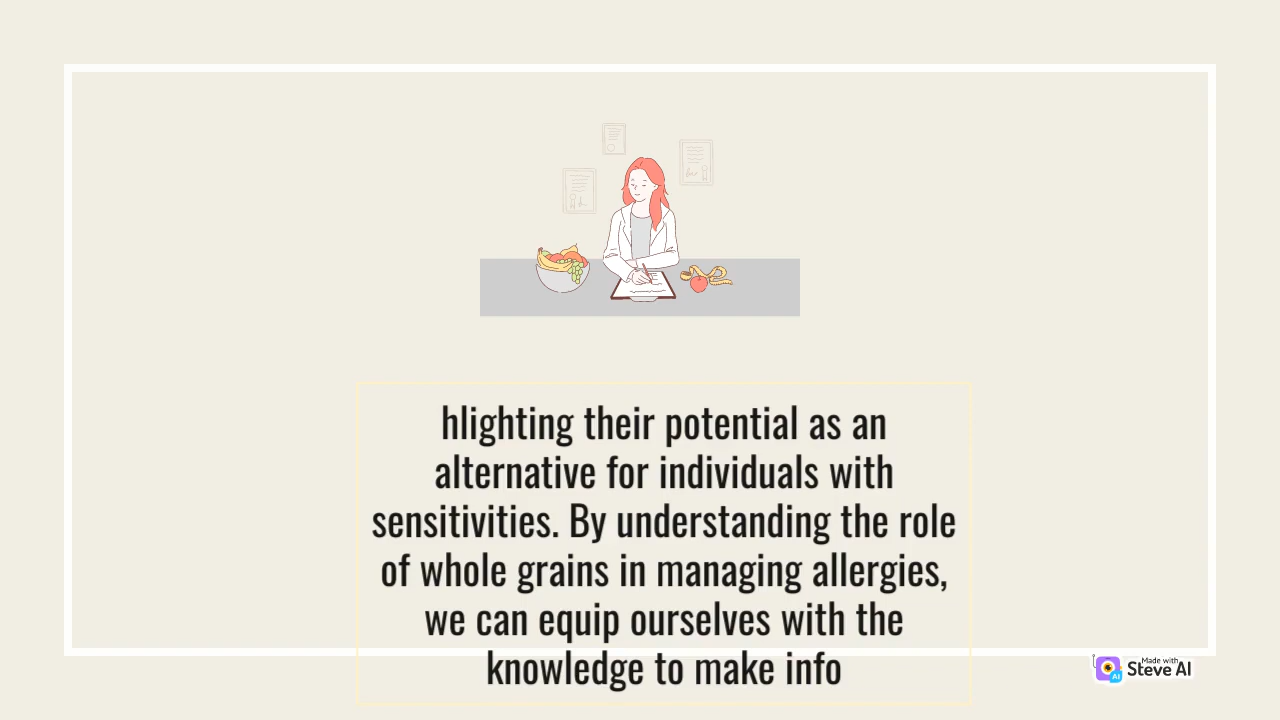 hlighting their potential as an
alternative for individuals with
sensitivities. By understanding the role
of whole grains in managing allergies,
we can equip ourselves with the
knowledge to make info
Made with
Steve AI
AI